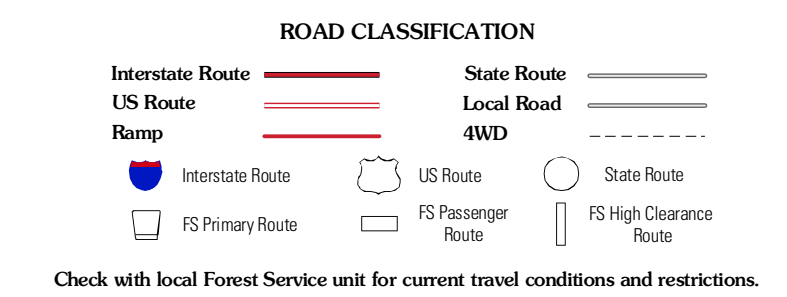 ROAD CLASSIFICATION
Interstate Route
State Route
US Route
Local Road
Ramp
4WD
Interstate Route
US Route
State Route
FS Primary Route
FS Passenger
Route
FS High Clearance
Route
Check with local Forest Service unit for current travel conditions and restrictions.